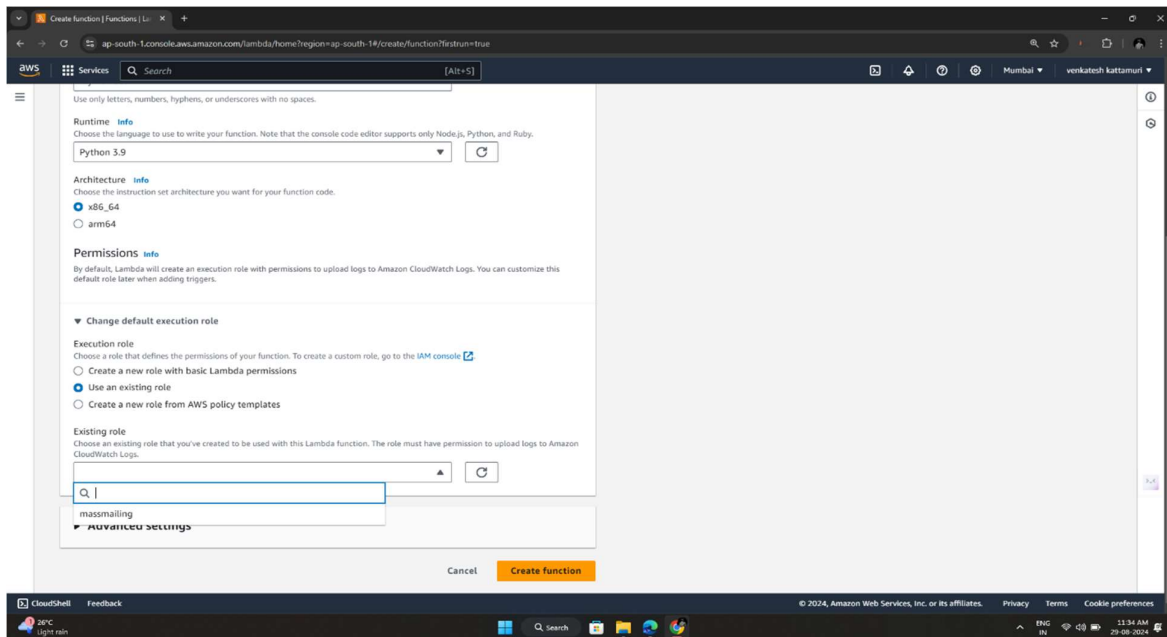 Create function | Functions | La
ap-south-1.console.aws.amazon.com/lambda/home?region=ap-south-1#/create/function?firstrun=true
aws
Services
Search
[Alt+S]
Mumbai
venkatesh kattamuri
Use only letters, numbers, hyphens, or underscores with no spaces.
Runtime Info
Choose the language to use to write your function. Note that the console code editor supports only Node.js, Python, and Ruby.
Python 3.9
Architecture Info
Choose the instruction set architecture you want for your function code.
x86_64
arm64
Permissions Info
By default, Lambda will create an execution role with permissions to upload logs to Amazon CloudWatch Logs. You can customize this
default role later when adding triggers.
Change default execution role
Execution role
Choose a role that defines the permissions of your function. To create a custom role, go to the IAM console
Create a new role with basic Lambda permissions
Use an existing role
Create a new role from AWS policy templates
Existing role
Choose an existing role that you've created to be used with this Lambda function. The role must have permission to upload logs to Amazon
CloudWatch Logs.
massmailing
Advanced settings
Cancel
Create function
CloudShell
Feedback
© 2024, Amazon Web Services, Inc. or its affiliates.
Privacy
Terms
Cookie preferences
26°C
Light rain
Search
ENG
IN
11:34 AM
29-08-2024